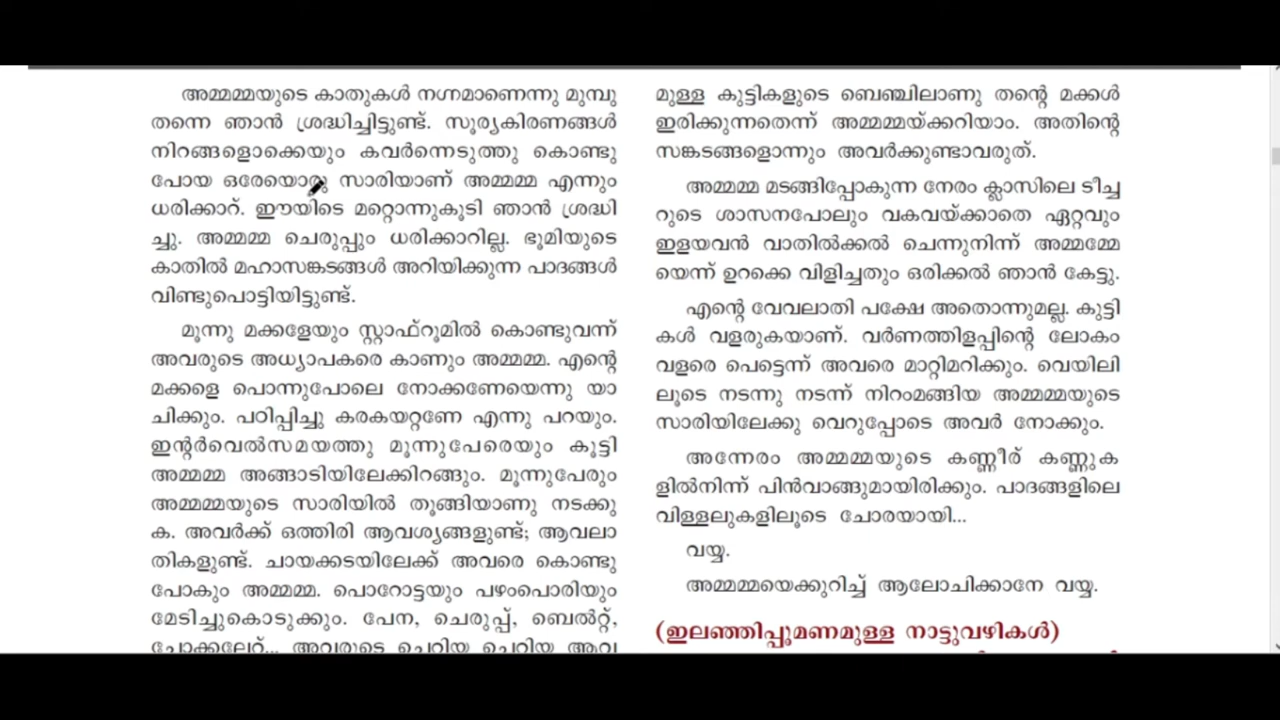 അമ്മമ്മയുടെ കാതുകൾ നഗ്നമാണെന്നു മുമ്പു
തന്നെ ഞാൻ ശ്രദ്ധിച്ചിട്ടുണ്ട്. സൂര്യകിരണങ്ങൾ
നിറങ്ങളൊക്കെയും കവർന്നെടുത്തു കൊണ്ടു
പോയ ഒരേയൊരു സാരിയാണ് അമ്മമ്മ എന്നും
ധരിക്കാറ്. ഈയിടെ മറ്റൊന്നുകൂടി ഞാൻ ശ്രദ്ധി
ച്ചു. അമ്മമ്മ ചെരുപ്പും ധരിക്കാറില്ല. ഭൂമിയുടെ
കാതിൽ മഹാസങ്കടങ്ങൾ അറിയിക്കുന്ന പാദങ്ങൾ
വിണ്ടുപൊട്ടിയിട്ടുണ്ട്.
മൂന്നു മക്കളേയും സ്റ്റാഫ്റൂമിൽ കൊണ്ടുവന്ന്
അവരുടെ അധ്യാപകരെ കാണും അമ്മമ്മ. എന്റെ
മക്കളെ പൊന്നുപോലെ നോക്കണേയെന്നു യാ
ചിക്കും. പഠിപ്പിച്ചു കരകയറ്റണേ എന്നു പറയും.
ഇന്റർവെൽസമയത്തു മൂന്നുപേരെയും കൂട്ടി
അമ്മമ്മ അങ്ങാടിയിലേക്കിറങ്ങും. മൂന്നുപേരും
അമ്മമ്മയുടെ സാരിയിൽ തൂങ്ങിയാണു നടക്കു
ക. അവർക്ക് ഒത്തിരി ആവശ്യങ്ങളുണ്ട്; ആവലാ
തികളുണ്ട്. ചായക്കടയിലേക്ക് അവരെ കൊണ്ടു
പോകും അമ്മമ്മ. പൊറോട്ടയും പഴംപൊരിയും
മേടിച്ചുകൊടുക്കും. പേന, ചെരുപ്പ്, ബെൽറ്റ്,
ചോക്കലേറ്... അവരുടെ ചെറിയ ചെറിയ ആവ
മുള്ള കുട്ടികളുടെ ബെഞ്ചിലാണു തന്റെ മക്കൾ
ഇരിക്കുന്നതെന്ന് അമ്മമ്മയ്ക്കറിയാം. അതിന്റെ
സങ്കടങ്ങളൊന്നും അവർക്കുണ്ടാവരുത്.
അമ്മമ്മ മടങ്ങിപ്പോകുന്ന നേരം ക്ലാസിലെ ടീച്ച
റുടെ ശാസനപോലും വകവയ്ക്കാതെ ഏറ്റവും
ഇളയവൻ വാതിൽക്കൽ ചെന്നുനിന്ന് അമ്മമ്മേ
യെന്ന് ഉറക്കെ വിളിച്ചതും ഒരിക്കൽ ഞാൻ കേട്ടു.
എന്റെ വേവലാതി പക്ഷേ അതൊന്നുമല്ല. കുട്ടി
കൾ വളരുകയാണ്. വർണത്തിളപ്പിന്റെ ലോകം
വളരെ പെട്ടെന്ന് അവരെ മാറ്റിമറിക്കും. വെയിലി
ലൂടെ നടന്നു നടന്ന് നിറംമങ്ങിയ അമ്മമ്മയുടെ
സാരിയിലേക്കു വെറുപ്പോടെ അവർ നോക്കും.
അന്നേരം അമ്മമ്മയുടെ കണ്ണീര് കണ്ണുക
ളിൽനിന്ന് പിൻവാങ്ങുമായിരിക്കും. പാദങ്ങളിലെ
വിള്ളലുകളിലൂടെ ചോരയായി...
വയ്യ.
അമ്മമ്മയെക്കുറിച്ച് ആലോചിക്കാനേ വയ്യ.
(ഇലഞ്ഞിപ്പൂമണമുള്ള നാട്ടുവഴികൾ)